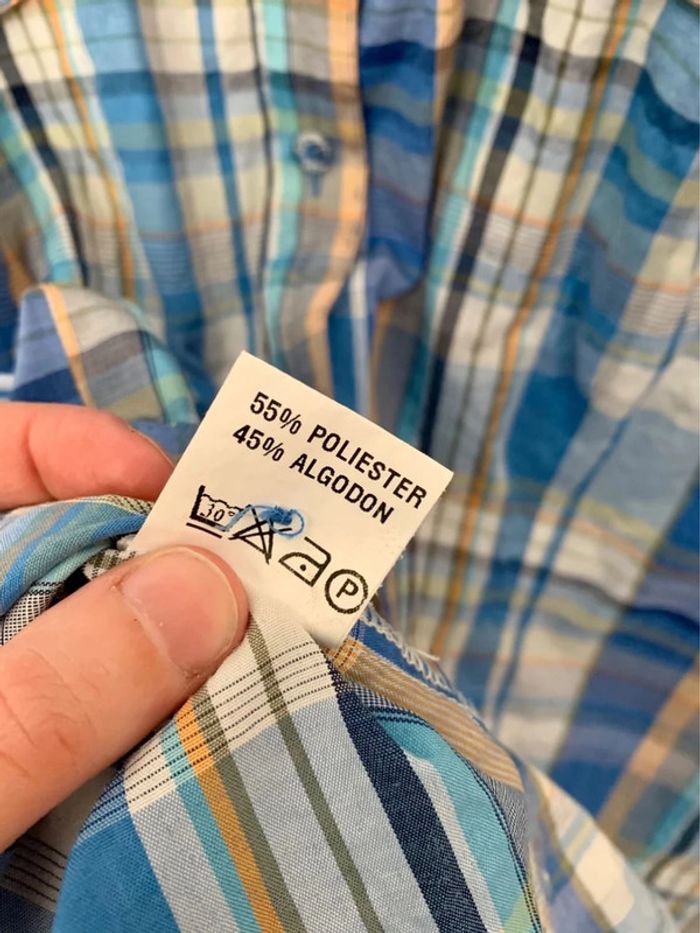 55% POLIESTER
45% ALGODON
30°
P